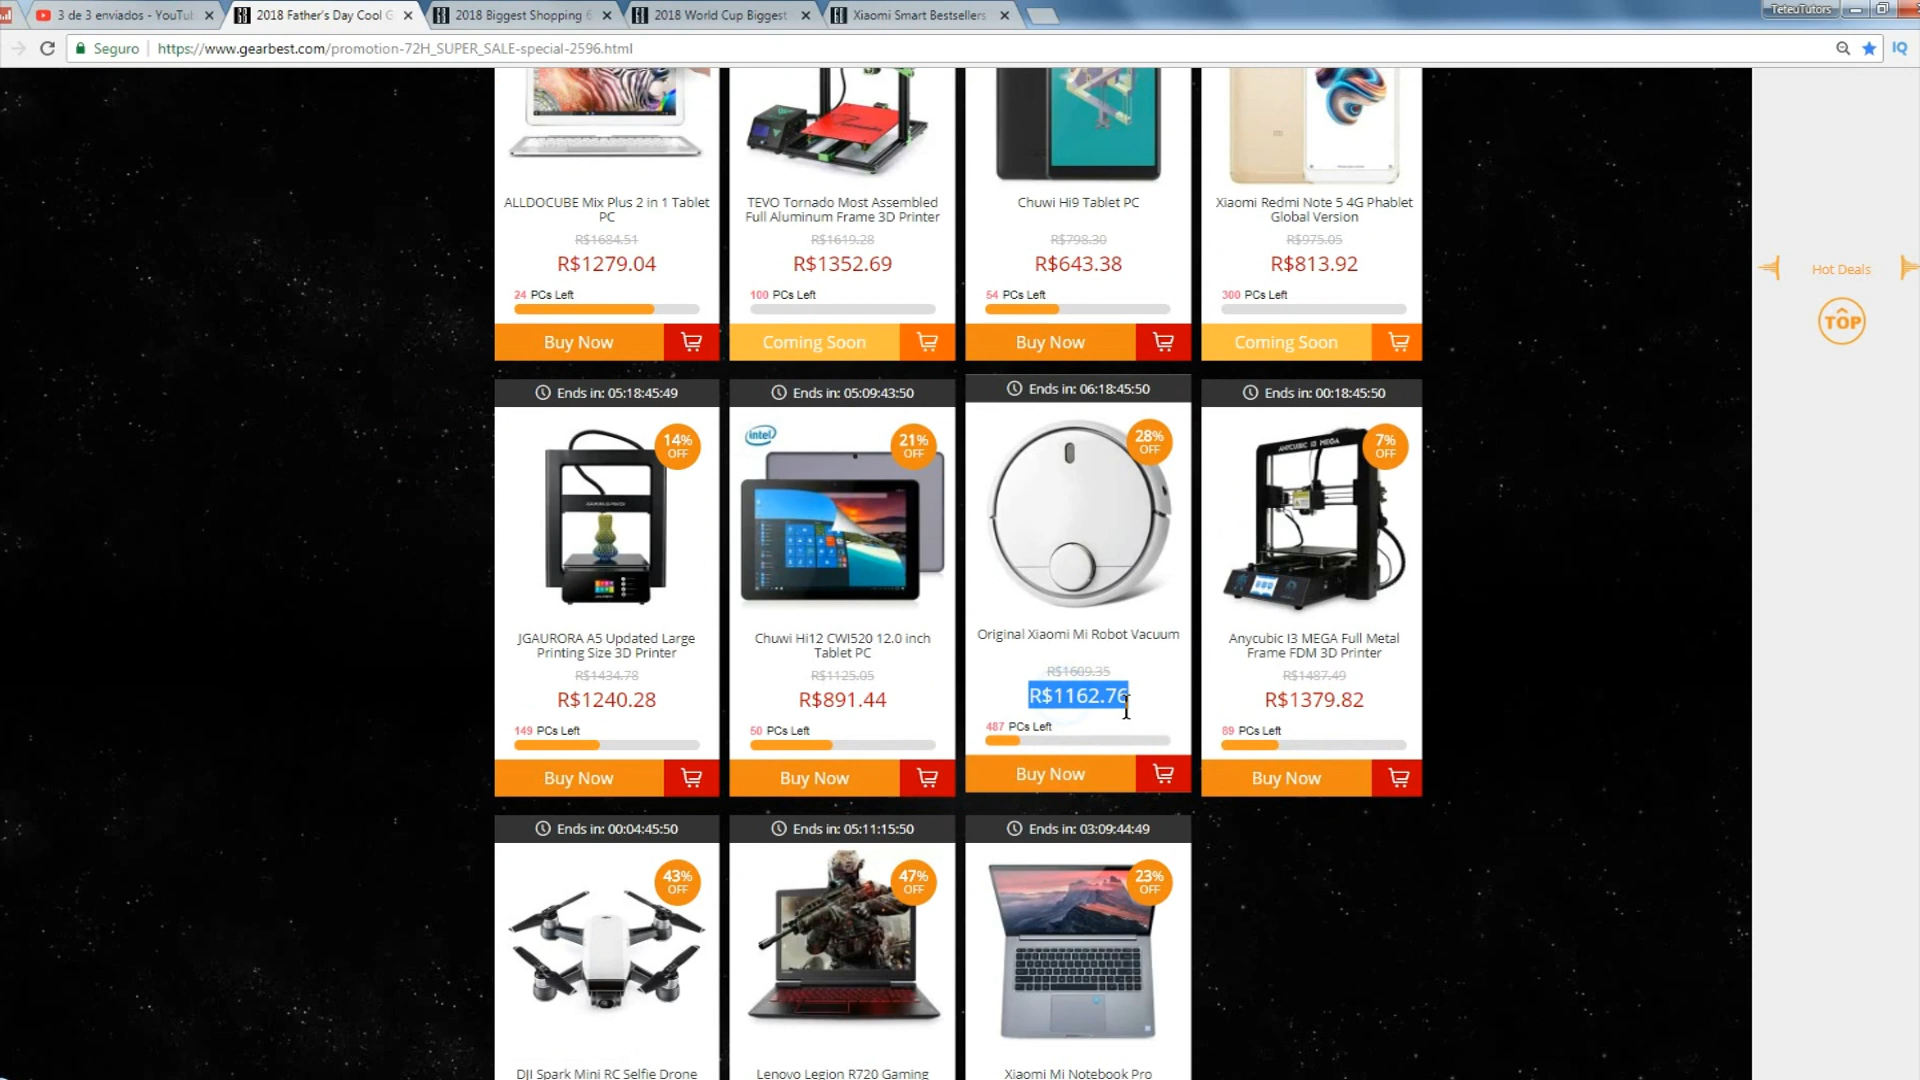 3 de 3 enviados - YouTu
2018 Father's Day Cool G
2018 Biggest Shopping 6
2018 World Cup Biggest
Xiaomi Smart Bestsellers
TeteuTutors
Seguro
https://www.gearbest.com/promotion-72H_SUPER_SALE-special-2596.html
IQ
ALLDOCUBE Mix Plus 2 in 1 Tablet
PC
R$1684.51
R$1279.04
24 PCs Left
Buy Now
TEVO Tornado Most Assembled
Full Aluminum Frame 3D Printer
R$1619.28
R$1352.69
100 PCs Left
Coming Soon
Chuwi Hi9 Tablet PC
R$798.30
R$643.38
54 PCs Left
Buy Now
Xiaomi Redmi Note 5 4G Phablet
Global Version
R$975.05
R$813.92
300 PCs Left
Coming Soon
Hot Deals
TOP
Ends in: 05:18:45:49
14%
OFF
JGAURORA A5 Updated Large
Printing Size 3D Printer
R$1434.78
R$1240.28
149 PCs Left
Buy Now
Ends in: 05:09:43:50
intel
21%
OFF
Chuwi Hi12 CWI520 12.0 inch
Tablet PC
R$1125.05
R$891.44
50 PCs Left
Buy Now
Ends in: 06:18:45:50
28%
OFF
Original Xiaomi Mi Robot Vacuum
R$1609.35
R$1162.76
487 PCs Left
Buy Now
Ends in: 00:18:45:50
ANYCUBIC I3 MEGA
7%
OFF
Anycubic I3 MEGA Full Metal
Frame FDM 3D Printer
R$1487.49
R$1379.82
89 PCs Left
Buy Now
Ends in: 00:04:45:50
43%
OFF
DJI Spark Mini RC Selfie Drone
Ends in: 05:11:15:50
47%
OFF
Lenovo Legion R720 Gaming
Ends in: 03:09:44:49
23%
OFF
Xiaomi Mi Notebook Pro